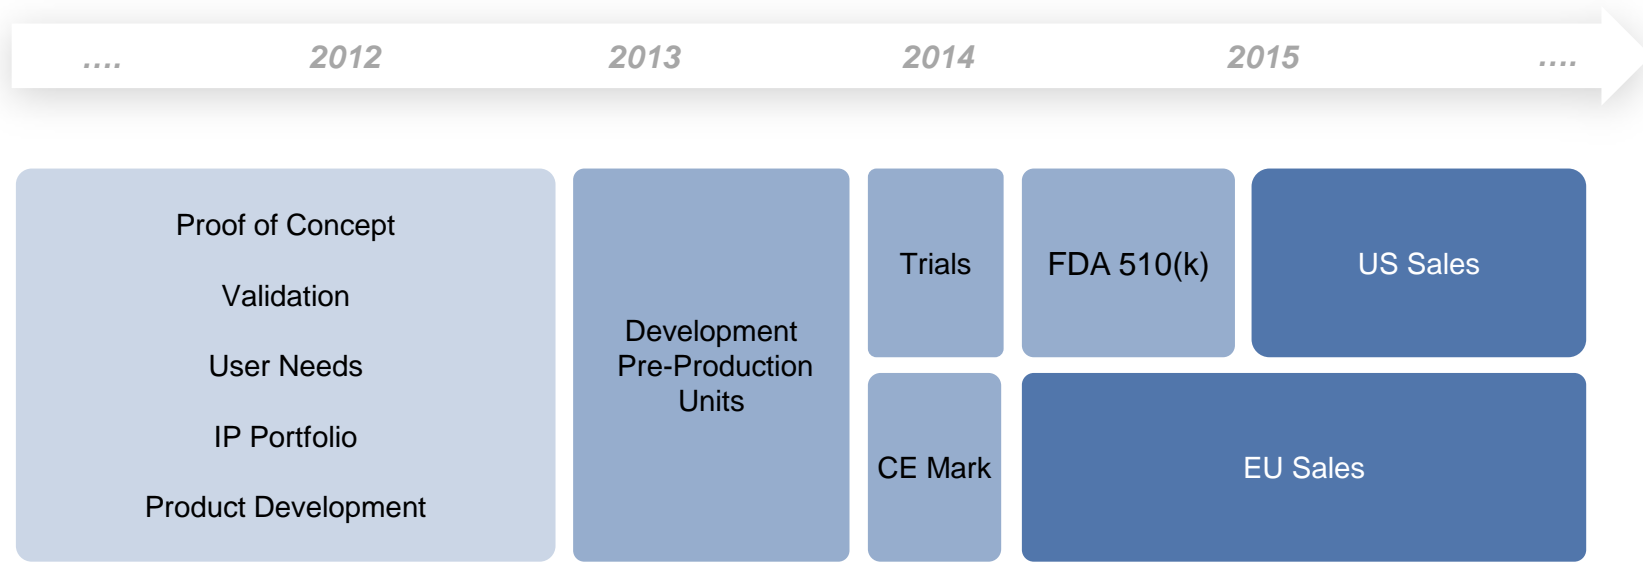 .... 2012 2013 2014 2015 ....
Proof of Concept
Validation
User Needs
IP Portfolio
Product Development
Development
Pre-Production
Units
Trials
FDA 510(k)
US Sales
CE Mark
EU Sales